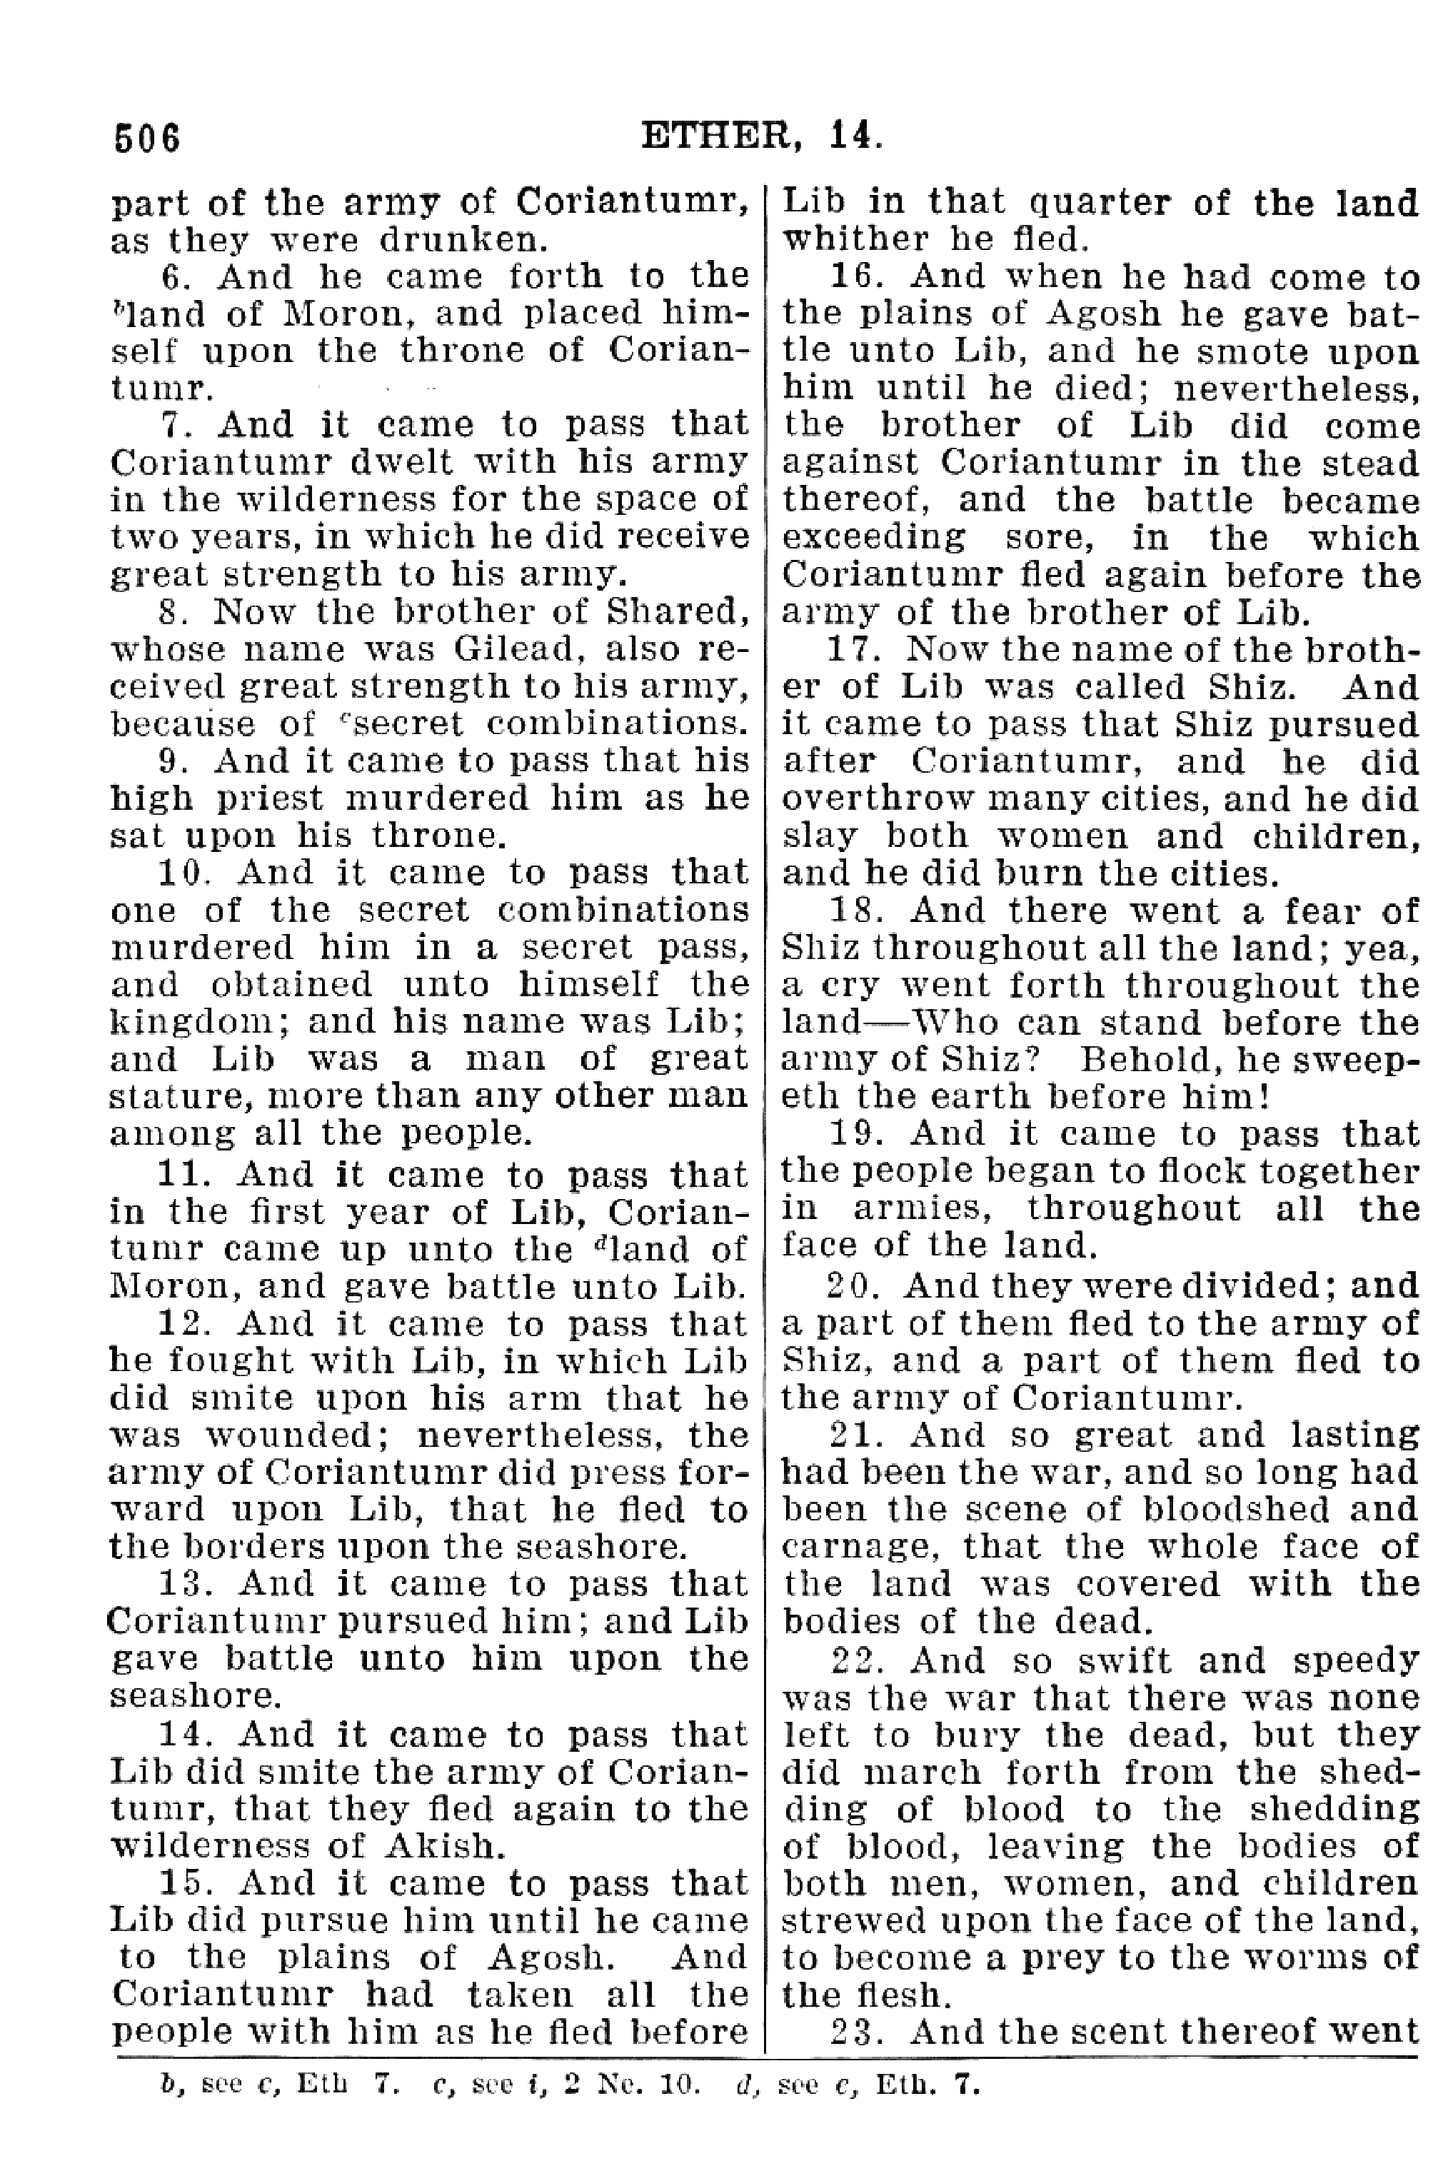 506
ETHER, 14.
part of the army of Coriantumr,
as they were drunken.
6. And he came forth to the
bland of Moron, and placed him-
self upon the throne of Corian-
tumr.
7. And it came to pass that
Coriantumr dwelt with his army
in the wilderness for the space of
two years, in which he did receive
great strength to his army.
8. Now the brother of Shared,
whose name was Gilead, also re-
ceived great strength to his army,
because of csecret combinations.
9. And it came to pass that his
high priest murdered him as he
sat upon his throne.
10. And it came to pass that
one of the secret combinations
murdered him in a secret pass,
and obtained unto himself the
kingdom; and his name was Lib;
and Lib was a man of great
stature, more than any other man
among all the people.
11. And it came to pass that
in the first year of Lib, Corian-
tumr came up unto the dland of
Moron, and gave battle unto Lib.
12. And it came to pass that
he fought with Lib, in which Lib
did smite upon his arm that he
was wounded; nevertheless, the
army of Coriantumr did press for-
ward upon Lib, that he fled to
the borders upon the seashore.
13. And it came to pass that
Coriantumr pursued him; and Lib
gave battle unto him upon the
seashore.
14. And it came to pass that
Lib did smite the army of Corian-
tumr, that they fled again to the
wilderness of Akish.
15. And it came to pass that
Lib did pursue him until he came
to the plains of Agosh. And
Coriantumr had taken all the
people with him as he fled before
Lib in that quarter of the land
whither he fled.
16. And when he had come to
the plains of Agosh he gave bat-
tle unto Lib, and he smote upon
him until he died; nevertheless,
the brother of Lib did come
against Coriantumr in the stead
thereof, and the battle became
exceeding sore, in the which
Coriantumr fled again before the
army of the brother of Lib.
17. Now the name of the broth-
er of Lib was called Shiz. And
it came to pass that Shiz pursued
after Coriantumr, and he did
overthrow many cities, and he did
slay both women and children,
and he did burn the cities.
18. And there went a fear of
Shiz throughout all the land; yea,
a cry went forth throughout the
land—Who can stand before the
army of Shiz? Behold, he sweep-
eth the earth before him!
19. And it came to pass that
the people began to flock together
in armies, throughout all the
face of the land.
20. And they were divided; and
a part of them fled to the army of
Shiz, and a part of them fled to
the army of Coriantumr.
21. And so great and lasting
had been the war, and so long had
been the scene of bloodshed and
carnage, that the whole face of
the land was covered with the
bodies of the dead.
22. And so swift and speedy
was the war that there was none
left to bury the dead, but they
did march forth from the shed-
ding of blood to the shedding
of blood, leaving the bodies of
both men, women, and children
strewed upon the face of the land,
to become a prey to the worms of
the flesh.
23. And the scent thereof went
b, see c, Eth 7. c, see i, 2 Ne. 10. d, see c, Eth. 7.